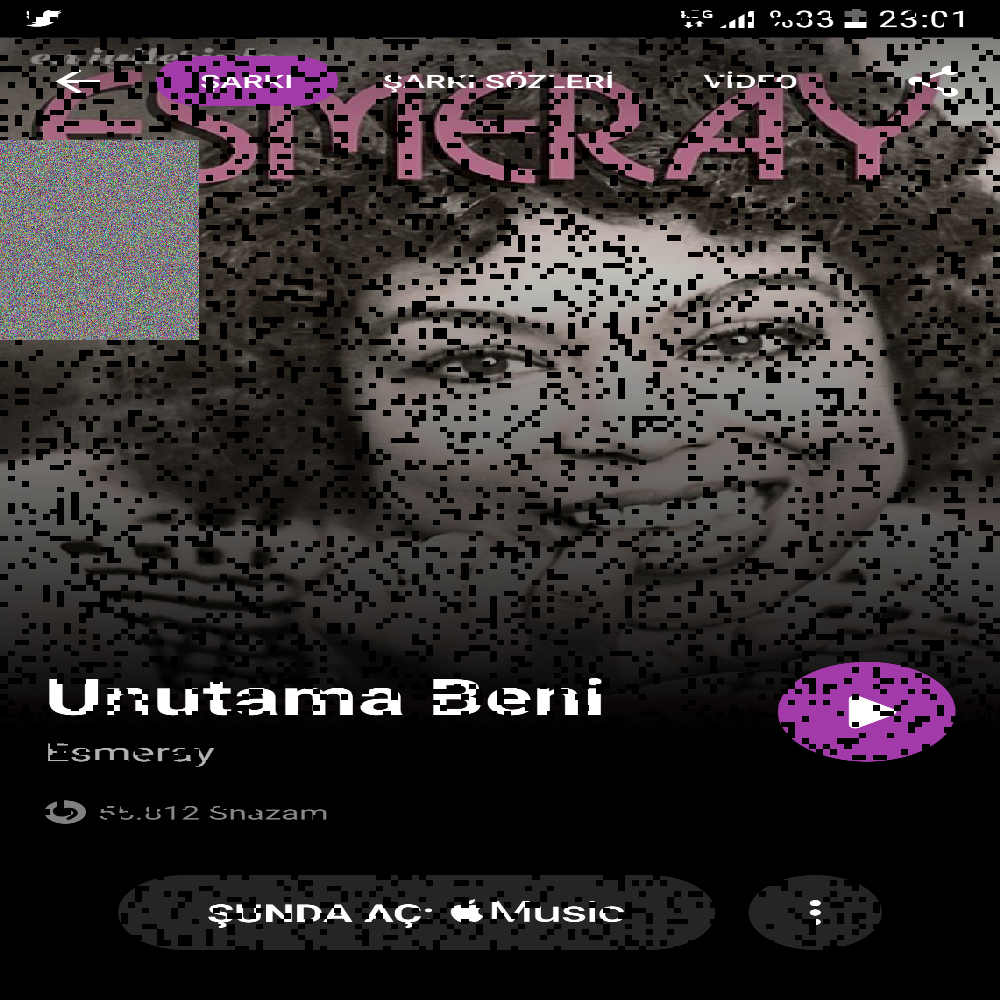 %33 23:01
ŞARKI ŞARKI SÖZLERİ VİDEO
ESMERAY
Unutama Beni
Esmeray
Shazam
ŞUNDA AÇ: Music